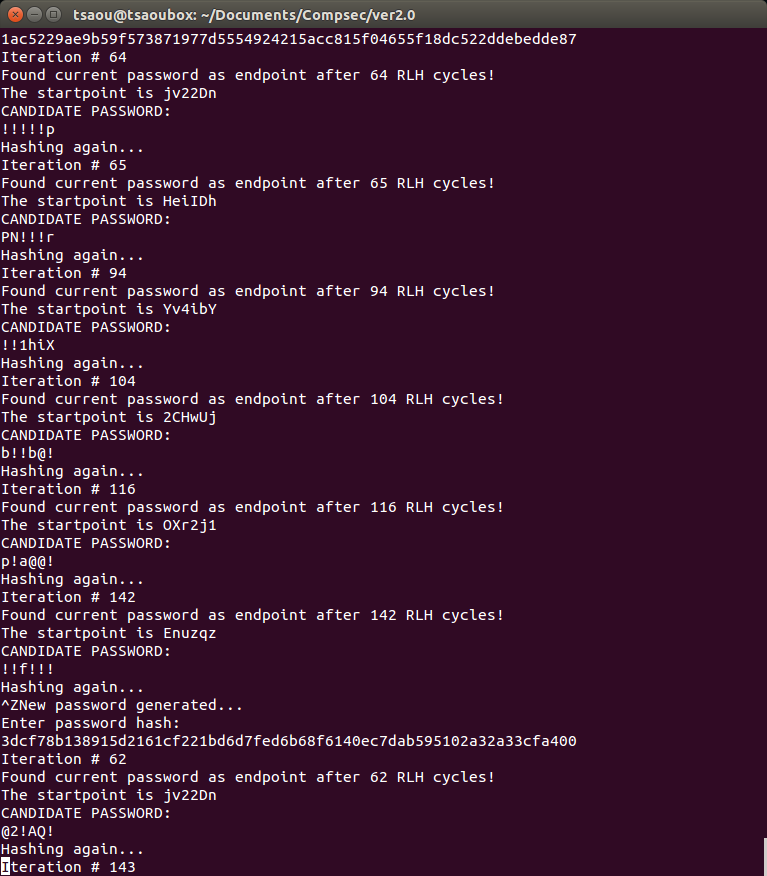 tsaou@tsaoubox: ~/Documents/Compsec/ver2.0
1ac5229ae9b59f573871977d5554924215acc815f04655f18dc522ddebedde87
Iteration # 64
Found current password as endpoint after 64 RLH cycles!
The startpoint is jv22Dn
CANDIDATE PASSWORD:
!!!!!p
Hashing again...
Iteration # 65
Found current password as endpoint after 65 RLH cycles!
The startpoint is HeiIDh
CANDIDATE PASSWORD:
PN!!!r
Hashing again...
Iteration # 94
Found current password as endpoint after 94 RLH cycles!
The startpoint is Yv4ibY
CANDIDATE PASSWORD:
!!1hiX
Hashing again...
Iteration # 104
Found current password as endpoint after 104 RLH cycles!
The startpoint is 2CHwUj
CANDIDATE PASSWORD:
b!!b@!
Hashing again...
Iteration # 116
Found current password as endpoint after 116 RLH cycles!
The startpoint is OXr2j1
CANDIDATE PASSWORD:
p!a@@!
Hashing again...
Iteration # 142
Found current password as endpoint after 142 RLH cycles!
The startpoint is Enuzqz
CANDIDATE PASSWORD:
!!f!!!
Hashing again...
^ZNew password generated...
Enter password hash:
3dcf78b138915d2161cf221bd6d7fed6b68f6140ec7dab595102a32a33cfa400
Iteration # 62
Found current password as endpoint after 62 RLH cycles!
The startpoint is jv22Dn
CANDIDATE PASSWORD:
@2!AQ!
Hashing again...
Iteration # 143